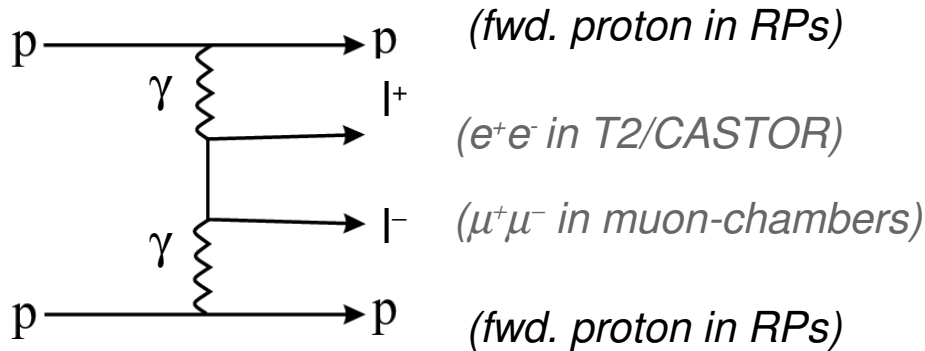 p p (fwd. proton in RPs)
γ l⁺
(e⁺e⁻ in T2/CASTOR)
γ l⁻ (μ⁺μ⁻ in muon-chambers)
p p (fwd. proton in RPs)